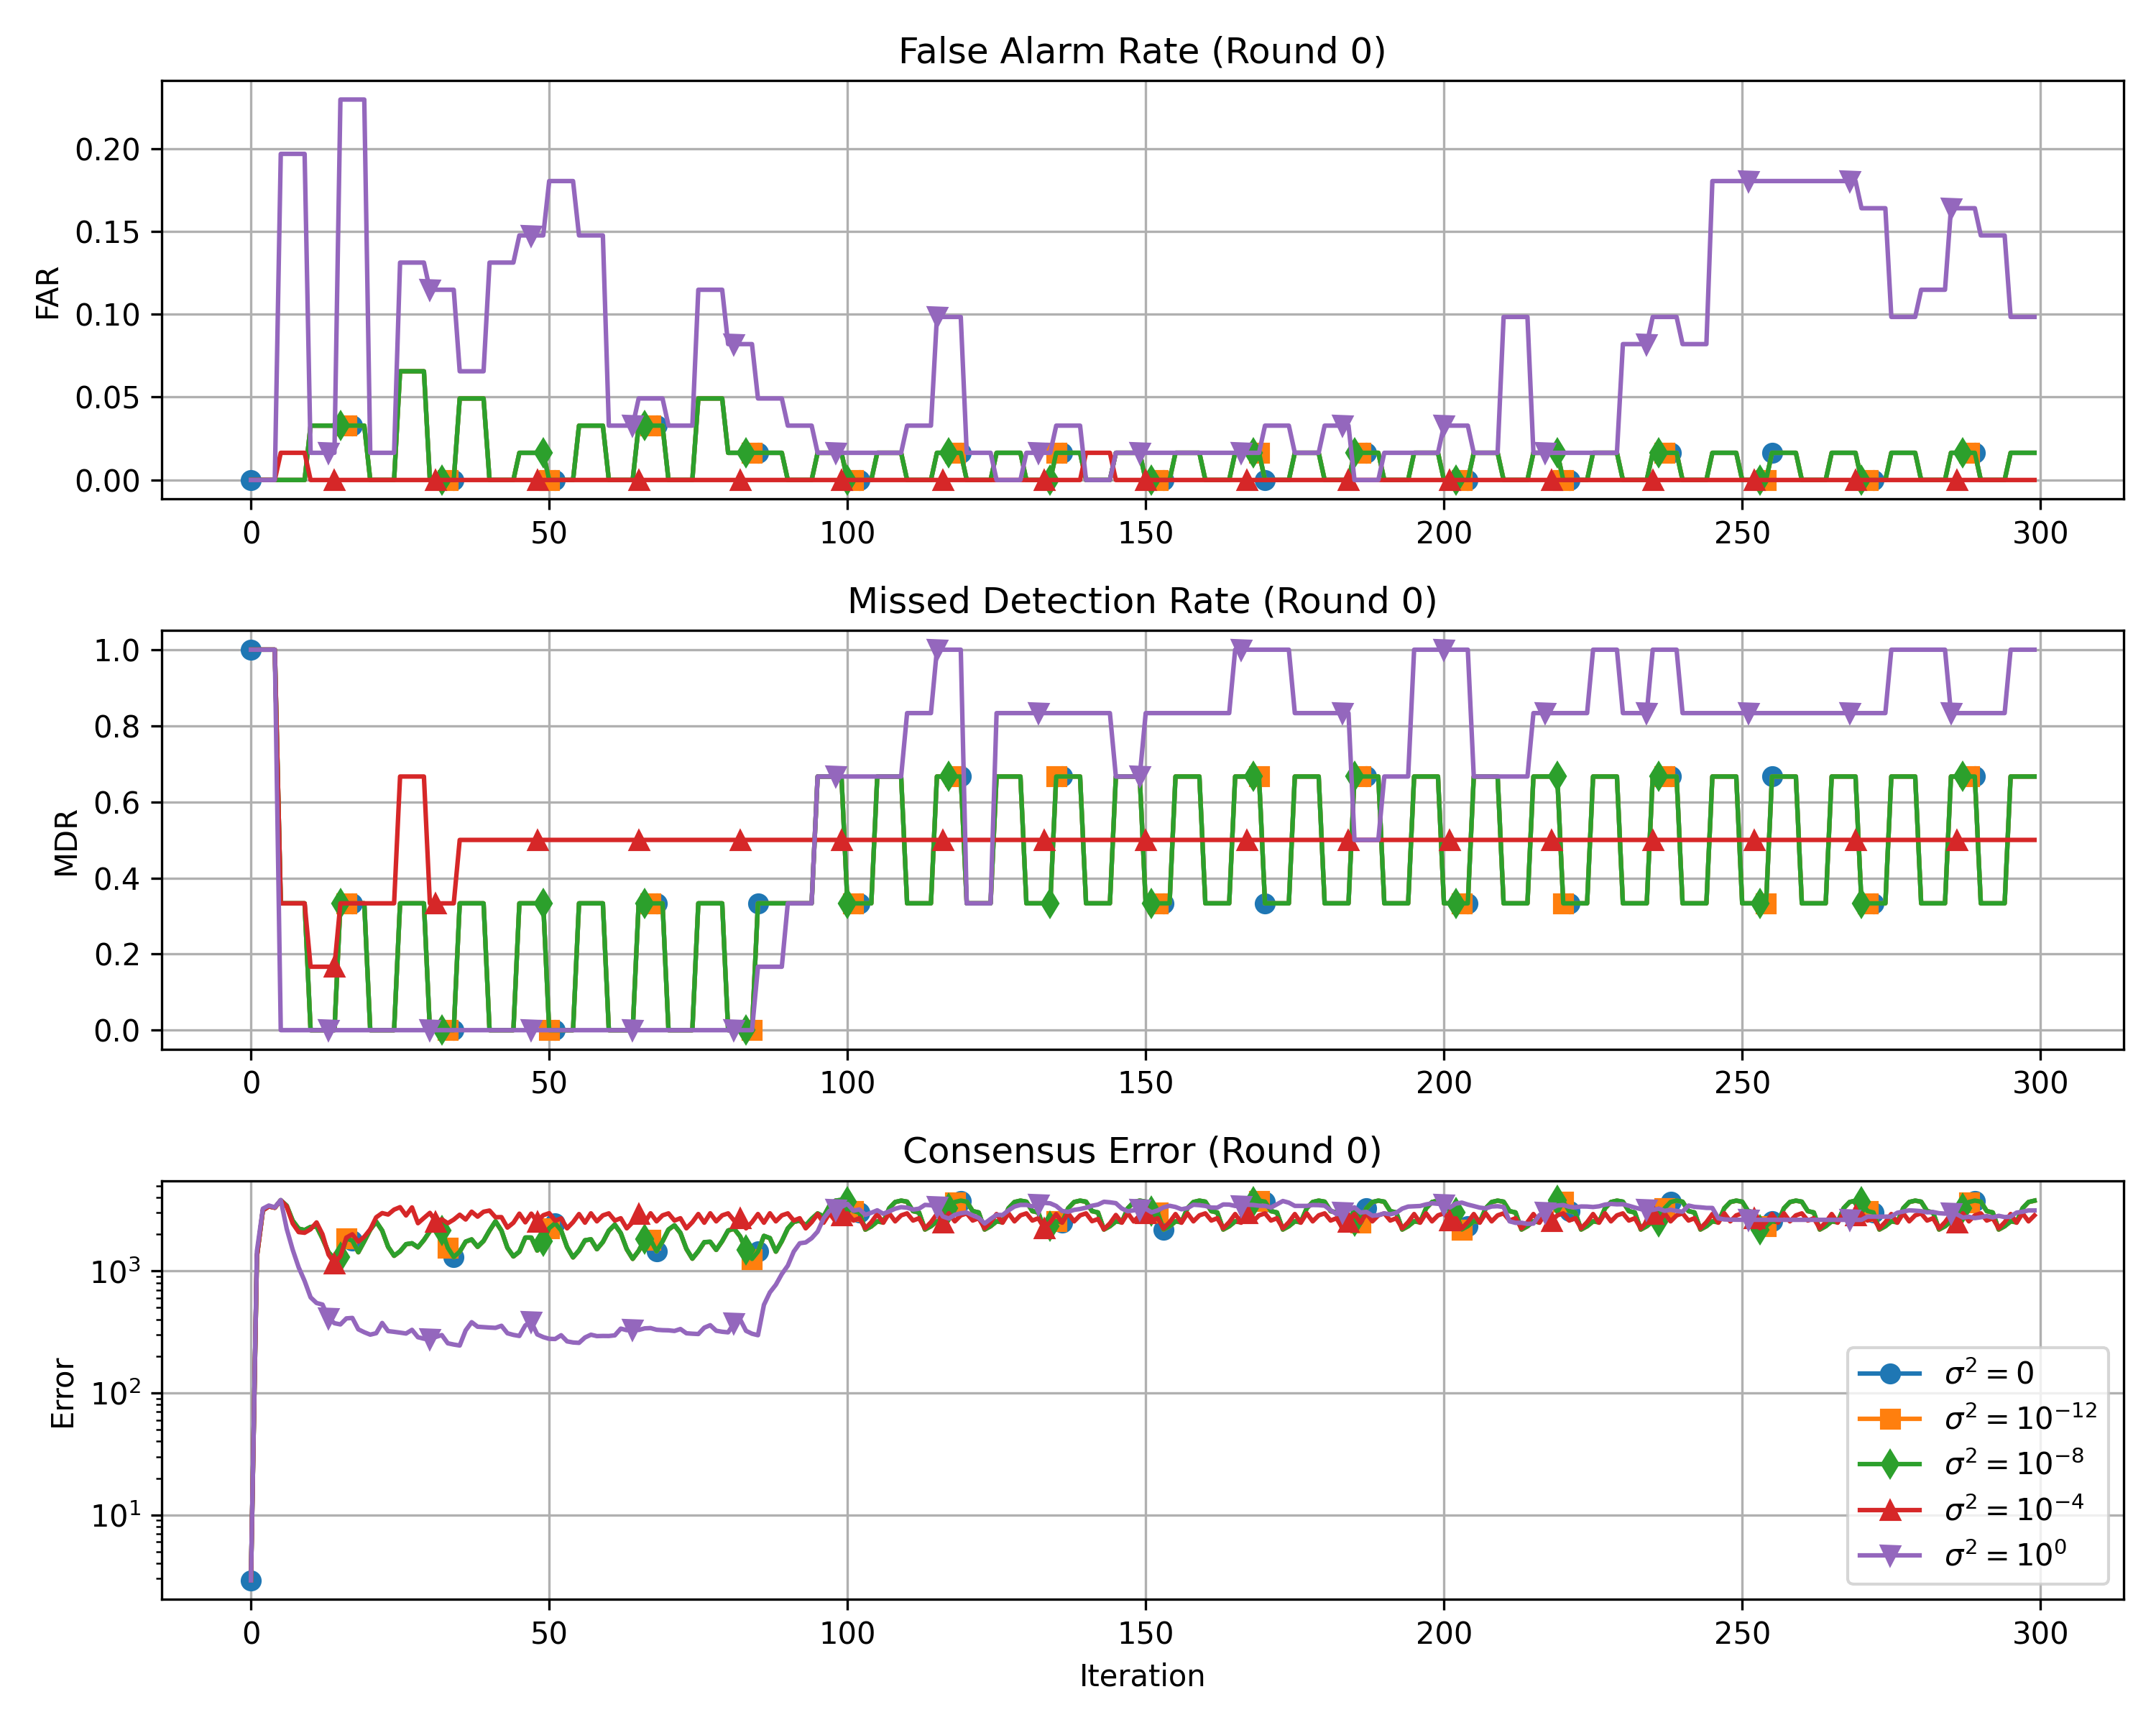 False Alarm Rate (Round 0)
FAR
0.20
0.15
0.10
0.05
0.00
0 50 100 150 200 250 300
Missed Detection Rate (Round 0)
MDR
1.0
0.8
0.6
0.4
0.2
0.0
0 50 100 150 200 250 300
Consensus Error (Round 0)
Error
10³
10²
10¹
σ² = 0
σ² = 10⁻¹²
σ² = 10⁻⁸
σ² = 10⁻⁴
σ² = 10⁰
0 50 100 150 200 250 300
Iteration